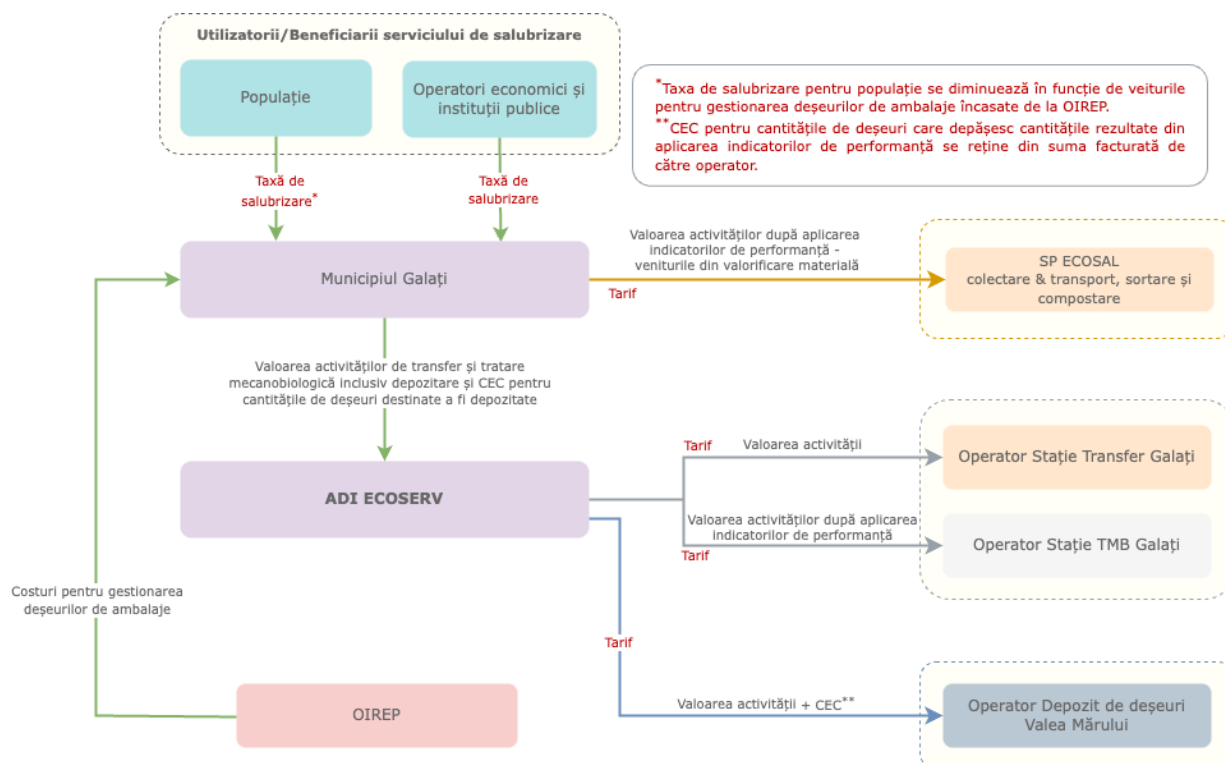 Utilizatorii/Beneficiarii serviciului de salubrizare
Populație
Operatori economici și
instituții publice
*Taxa de salubrizare pentru populație se diminuează în funcție de veiturile
pentru gestionarea deșeurilor de ambalaje încasate de la OIREP.
**CEC pentru cantitățile de deșeuri care depășesc cantitățile rezultate din
aplicarea indicatorilor de performanță se reține din suma facturată de
către operator.
Taxă de
salubrizare*
Taxă de
salubrizare
Municipiul Galați
Valoarea activităților după aplicarea
indicatorilor de performanță -
veniturile din valorificare materială
Tarif
SP ECOSAL
colectare & transport, sortare și
compostare
Valoarea activităților de transfer și tratare
mecanobiologică inclusiv depozitare și CEC pentru
cantitățile de deșeuri destinate a fi depozitate
ADI ECOSERV
Tarif
Valoarea activității
Operator Stație Transfer Galați
Valoarea activităților după aplicarea
indicatorilor de performanță
Tarif
Operator Stație TMB Galați
Costuri pentru gestionarea
deșeurilor de ambalaje
Tarif
OIREP
Valoarea activității + CEC**
Operator Depozit de deșeuri
Valea Mărului